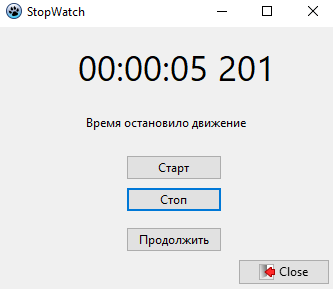 StopWatch
00:00:05 201
Время остановило движение
Старт
Стоп
Продолжить
Close